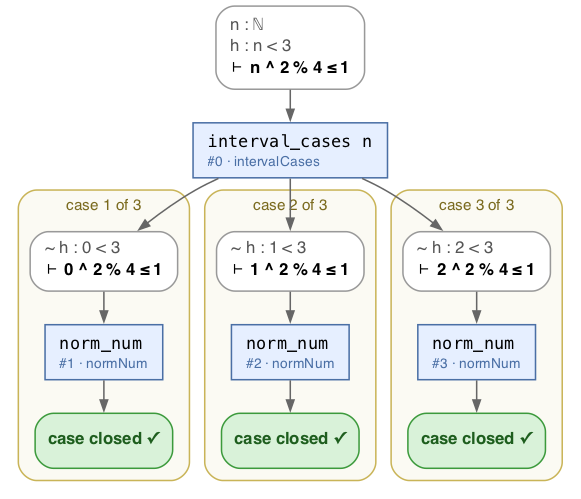 n : ℕ
h : n < 3
⊢ n ^ 2 % 4 ≤ 1
interval_cases n
#0 · intervalCases
case 1 of 3
~ h : 0 < 3
⊢ 0 ^ 2 % 4 ≤ 1
norm_num
#1 · normNum
case closed ✓
case 2 of 3
~ h : 1 < 3
⊢ 1 ^ 2 % 4 ≤ 1
norm_num
#2 · normNum
case closed ✓
case 3 of 3
~ h : 2 < 3
⊢ 2 ^ 2 % 4 ≤ 1
norm_num
#3 · normNum
case closed ✓